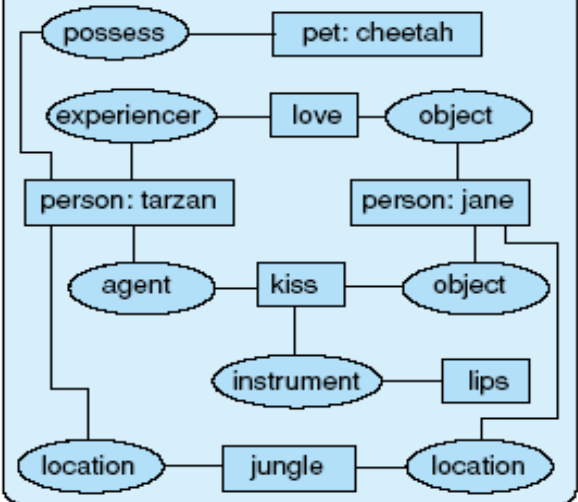 possess pet: cheetah
experiencer love object
person: tarzan person: jane
agent kiss object
instrument lips
location jungle location